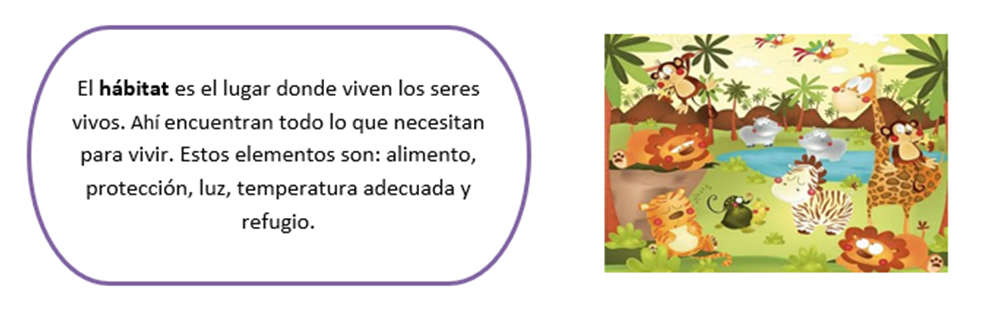 El hábitat es el lugar donde viven los seres
vivos. Ahí encuentran todo lo que necesitan
para vivir. Estos elementos son: alimento,
protección, luz, temperatura adecuada y
refugio.